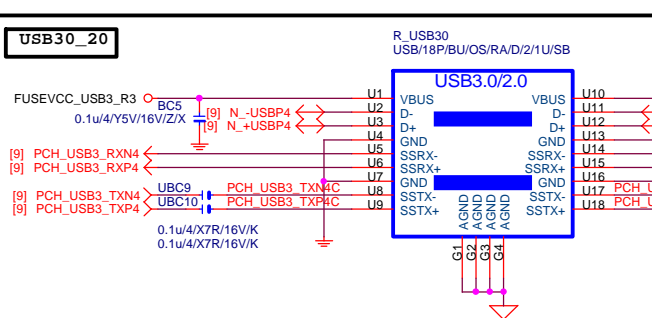 USB30_20
R_USB30
USB/18P/BU/OS/RA/D/2/1U/SB
USB3.0/2.0
FUSEVCC_USB3_R3
BC5
0.1u/4/Y5V/16V/Z/X
[9] N_-USBP4
[9] N_+USBP4
[9] PCH_USB3_RXN4
[9] PCH_USB3_RXP4
[9] PCH_USB3_TXN4
[9] PCH_USB3_TXP4
UBC9
UBC10
PCH_USB3_TXN4C
PCH_USB3_TXP4C
0.1u/4/X7R/16V/K
0.1u/4/X7R/16V/K
U1
U2
U3
U4
U5
U6
U7
U8
U9
VBUS
D-
D+
GND
SSRX-
SSRX+
GND
SSTX-
SSTX+
VBUS
D-
D+
GND
SSRX-
SSRX+
GND
SSTX-
SSTX+
U10
U11
U12
U13
U14
U15
U16
U17
U18
PCH_U
PCH_U
AGND
AGND
AGND
AGND
G1
G2
G3
G4